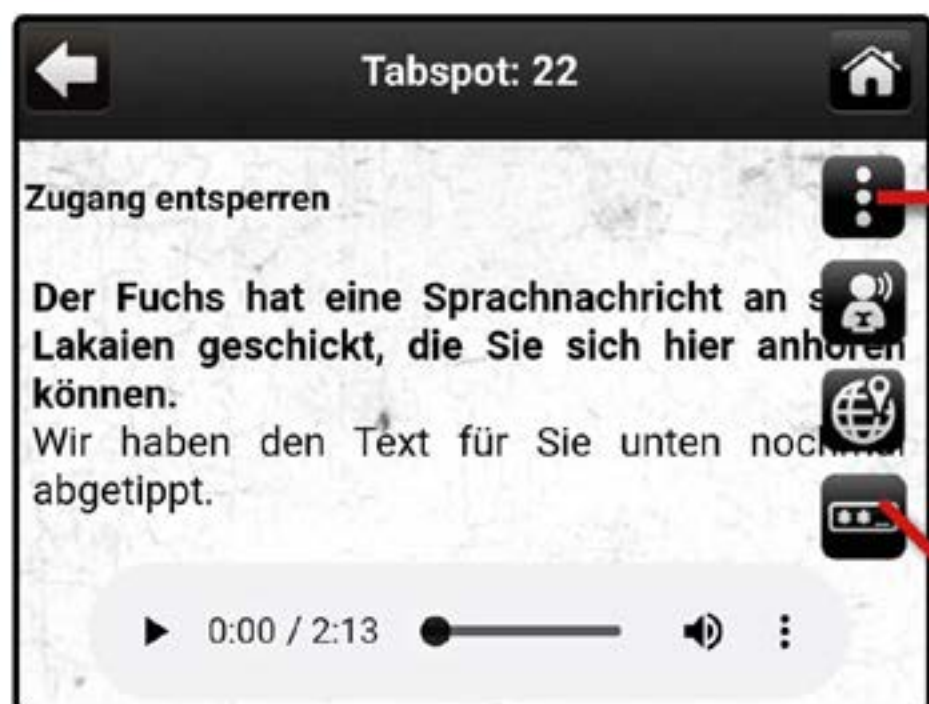 Tabspot: 22
Zugang entsperren
Der Fuchs hat eine Sprachnachricht an
Lakaien geschickt, die Sie sich hier anhören
können.
Wir haben den Text für Sie unten
abgetippt.
0:00 / 2:13